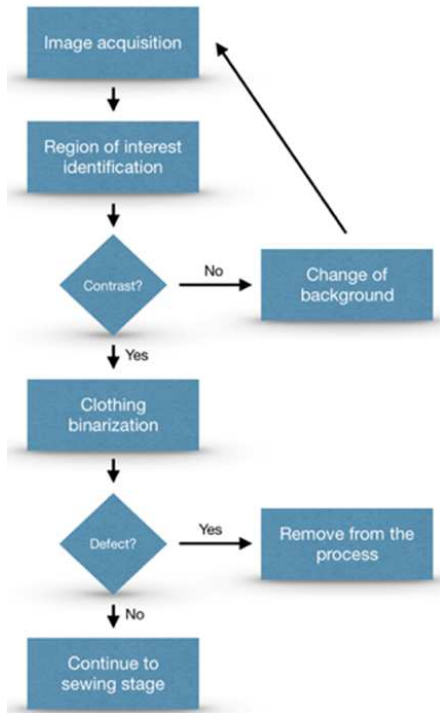 Image acquisition
Region of interest
identification
Contrast?
No
Change of
background
Yes
Clothing
binarization
Defect?
Yes
Remove from the
process
No
Continue to
sewing stage